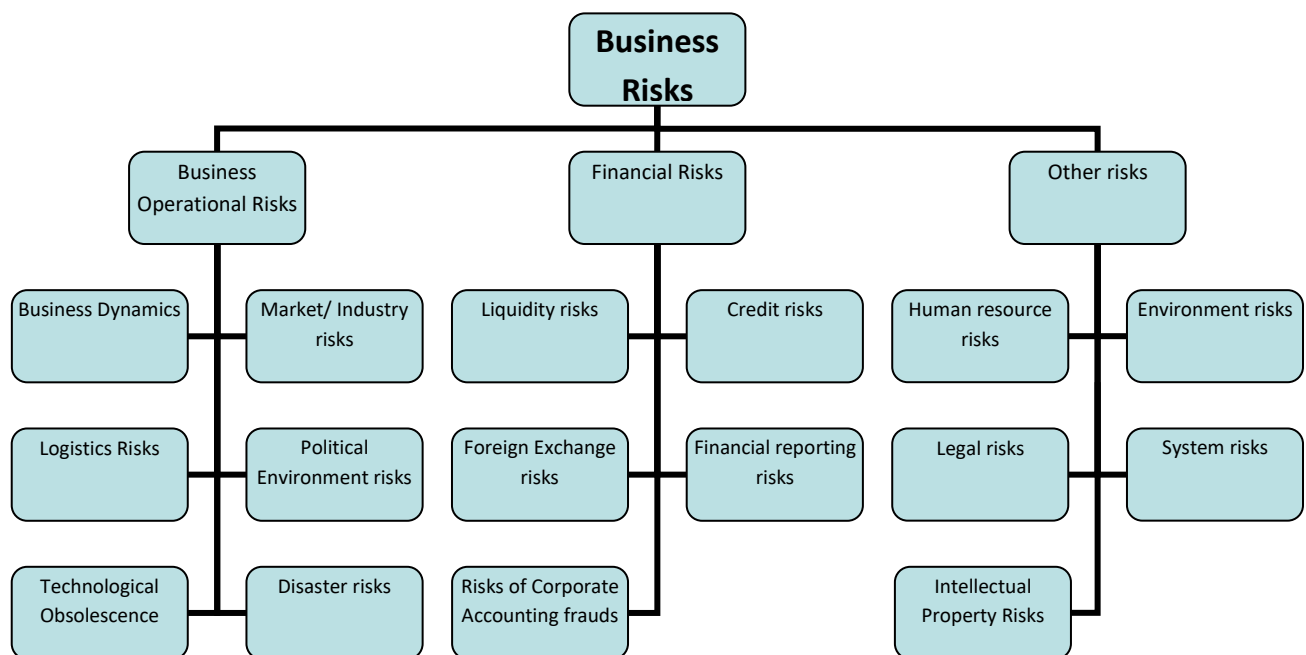 Business
Risks
Business
Operational Risks
Financial Risks
Other risks
Business Dynamics
Market/ Industry
risks
Liquidity risks
Credit risks
Human resource
risks
Environment risks
Logistics Risks
Political
Environment risks
Foreign Exchange
risks
Financial reporting
risks
Legal risks
System risks
Technological
Obsolescence
Disaster risks
Risks of Corporate
Accounting frauds
Intellectual
Property Risks